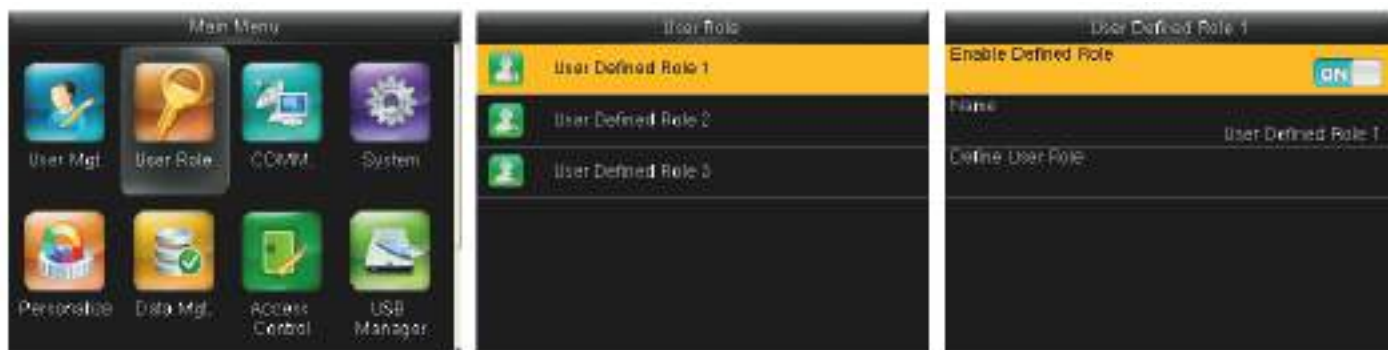 Main Menu
User Mgt.
User Role
COMM.
System
Personalize
Data Mgt.
Access
Control
USB
Manager
User Role
User Defined Role 1
User Defined Role 2
User Defined Role 3
User Defined Role 1
Enable Defined Role
ON
Name
User Defined Role 1
Define User Role